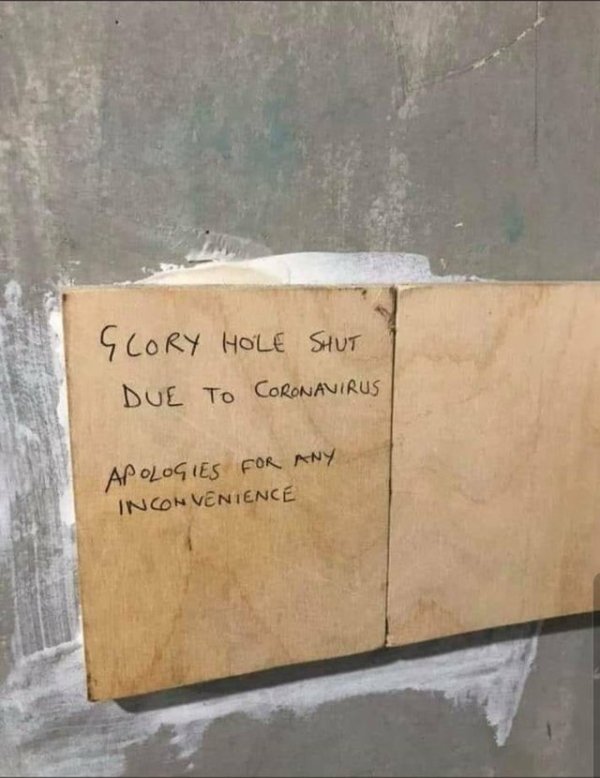 GLORY HOLE SHUT
DUE TO CORONAVIRUS
APOLOGIES FOR ANY
INCONVENIENCE